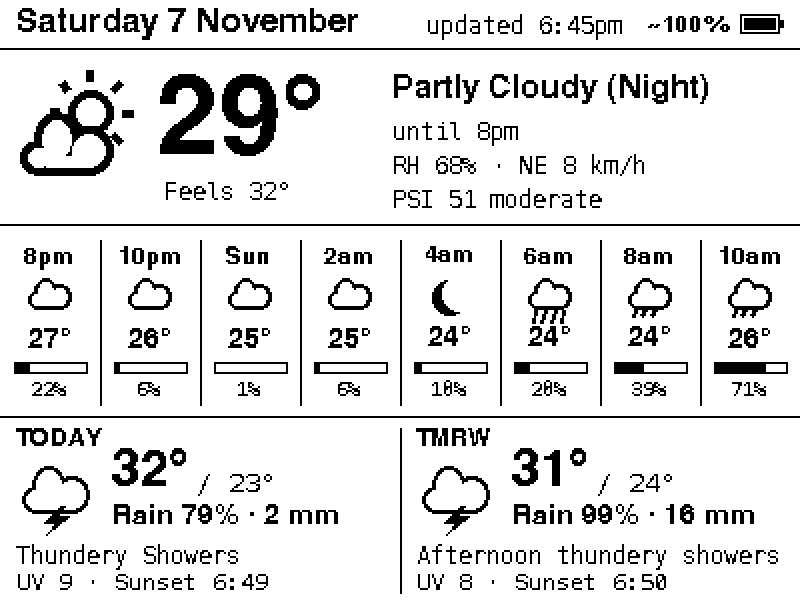 Saturday 7 November updated 6:45pm ~100%
29° Partly Cloudy (Night)
until 8pm
RH 68% · NE 8 km/h
Feels 32° PSI 51 moderate
8pm 10pm Sun 2am 4am 6am 8am 10am
27° 26° 25° 25° 24° 24° 24° 26°
22% 6% 1% 6% 10% 20% 39% 71%
TODAY
32° / 23°
Rain 79% · 2 mm
Thundery Showers
UV 9 · Sunset 6:49
TMRW
31° / 24°
Rain 99% · 16 mm
Afternoon thundery showers
UV 8 · Sunset 6:50